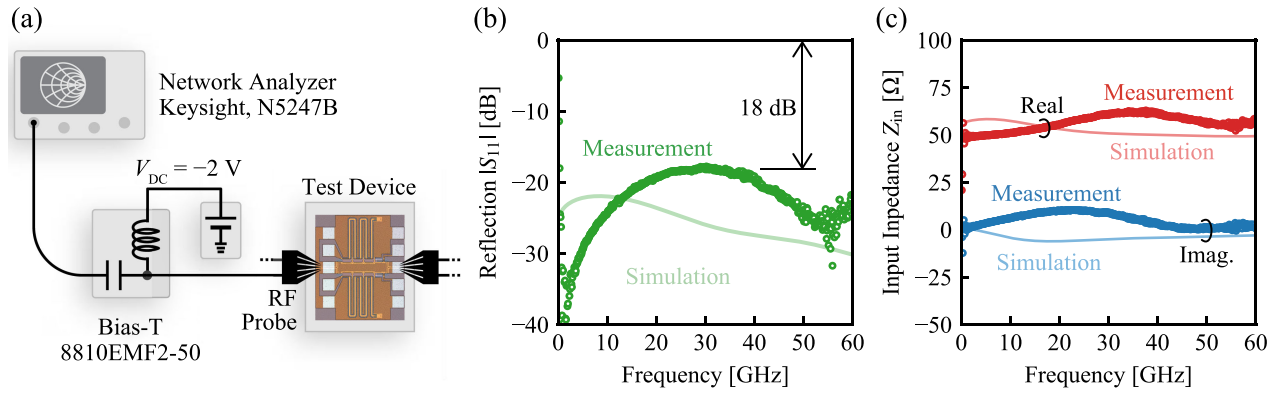 (a)
Network Analyzer
Keysight, N5247B
V_DC = −2 V
Test Device
RF
Probe
Bias-T
8810EMF2-50
(b)
Reflection |S₁₁| [dB]
0
−10
−20
−30
−40
18 dB
Measurement
Simulation
0 10 20 30 40 50 60
Frequency [GHz]
(c)
Input Impedance Z_in [Ω]
100
75
50
25
0
−25
−50
Real
Measurement
Simulation
Measurement
Simulation
Imag.
0 10 20 30 40 50 60
Frequency [GHz]